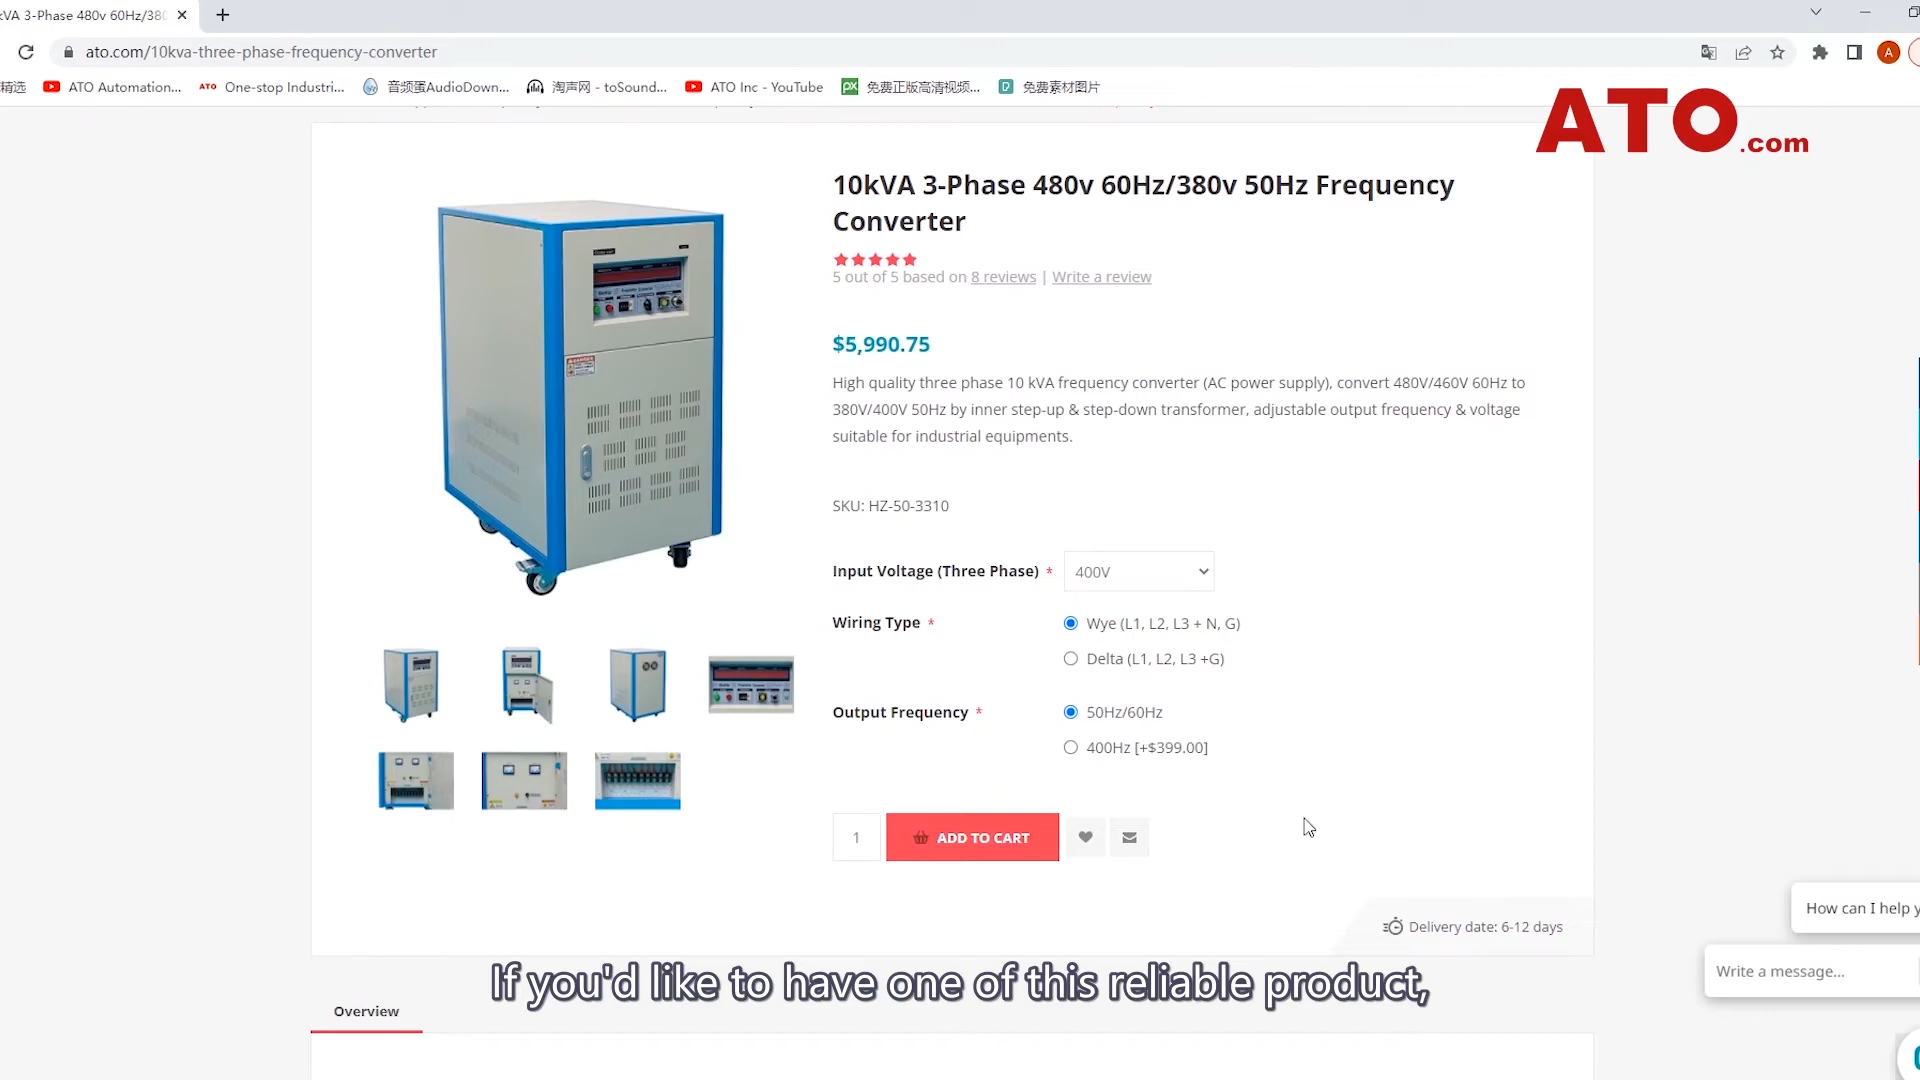 kVA 3-Phase 480v 60Hz/380
ato.com/10kva-three-phase-frequency-converter
A
精选
ATO Automation...
ATO One-stop Industri...
音频蛋AudioDown...
淘声网 - toSound...
ATO Inc - YouTube
px 免费正版高清视频...
免费素材图片
ATO.com
10kVA 3-Phase 480v 60Hz/380v 50Hz Frequency
Converter
5 out of 5 based on 8 reviews | Write a review
$5,990.75
High quality three phase 10 kVA frequency converter (AC power supply), convert 480V/460V 60Hz to
380V/400V 50Hz by inner step-up & step-down transformer, adjustable output frequency & voltage
suitable for industrial equipments.
SKU: HZ-50-3310
Input Voltage (Three Phase) * 400V
Wiring Type * Wye (L1, L2, L3 + N, G)
Delta (L1, L2, L3 +G)
Output Frequency * 50Hz/60Hz
400Hz [+$399.00]
1 ADD TO CART
Delivery date: 6-12 days
How can I help y
Write a message...
If you'd like to have one of this reliable product,
Overview